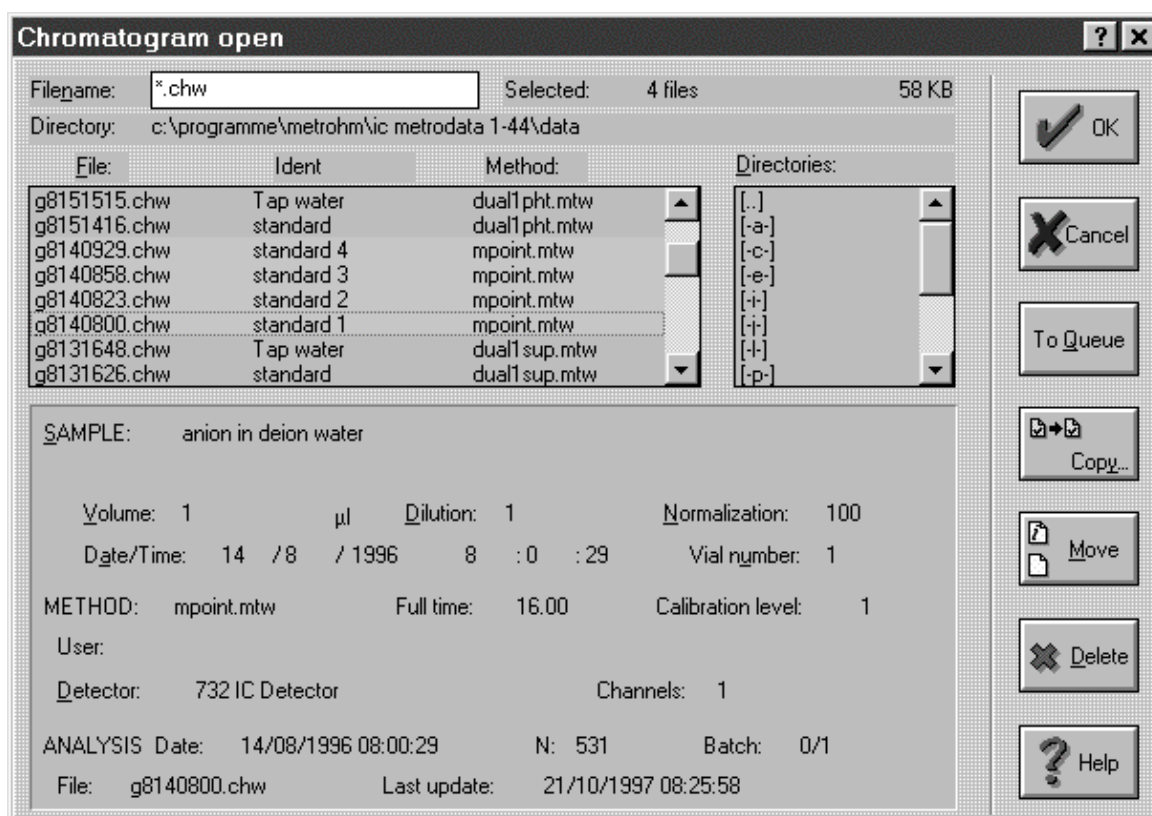 Chromatogram open
Filename: *.chw Selected: 4 files 58 KB
Directory: c:\programme\metrohm\ic metrodata 1-44\data
File: Ident Method: Directories:
g8151515.chw Tap water dual1pht.mtw [..]
g8151416.chw standard dual1pht.mtw [-a-]
g8140929.chw standard 4 mpoint.mtw [-c-]
g8140858.chw standard 3 mpoint.mtw [-e-]
g8140823.chw standard 2 mpoint.mtw [-i-]
g8140800.chw standard 1 mpoint.mtw [-j-]
g8131648.chw Tap water dual1sup.mtw [-l-]
g8131626.chw standard dual1sup.mtw [-p-]
SAMPLE: anion in deion water
Volume: 1 µl Dilution: 1 Normalization: 100
Date/Time: 14 / 8 / 1996 8 : 0 : 29 Vial number: 1
METHOD: mpoint.mtw Full time: 16.00 Calibration level: 1
User:
Detector: 732 IC Detector Channels: 1
ANALYSIS Date: 14/08/1996 08:00:29 N: 531 Batch: 0/1
File: g8140800.chw Last update: 21/10/1997 08:25:58
OK
Cancel
To Queue
Copy...
Move
Delete
Help